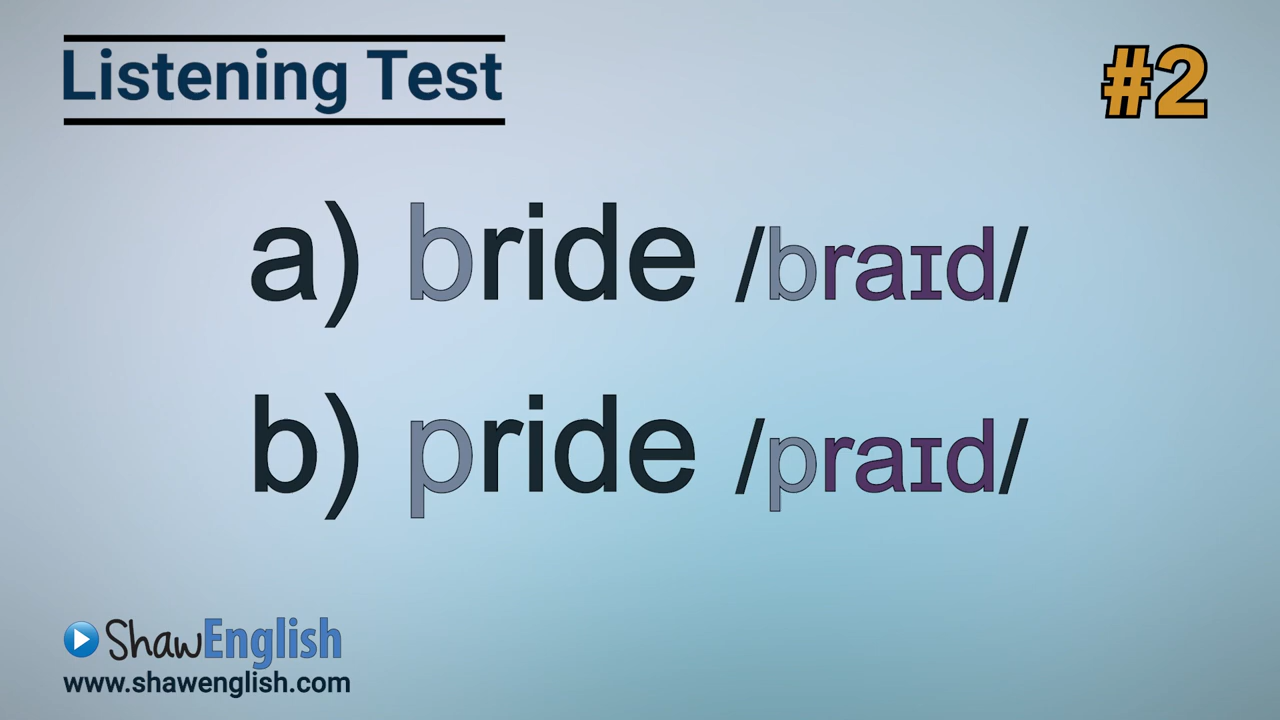 Listening Test
#2
a) bride /braɪd/
b) pride /praɪd/
ShawEnglish
www.shawenglish.com